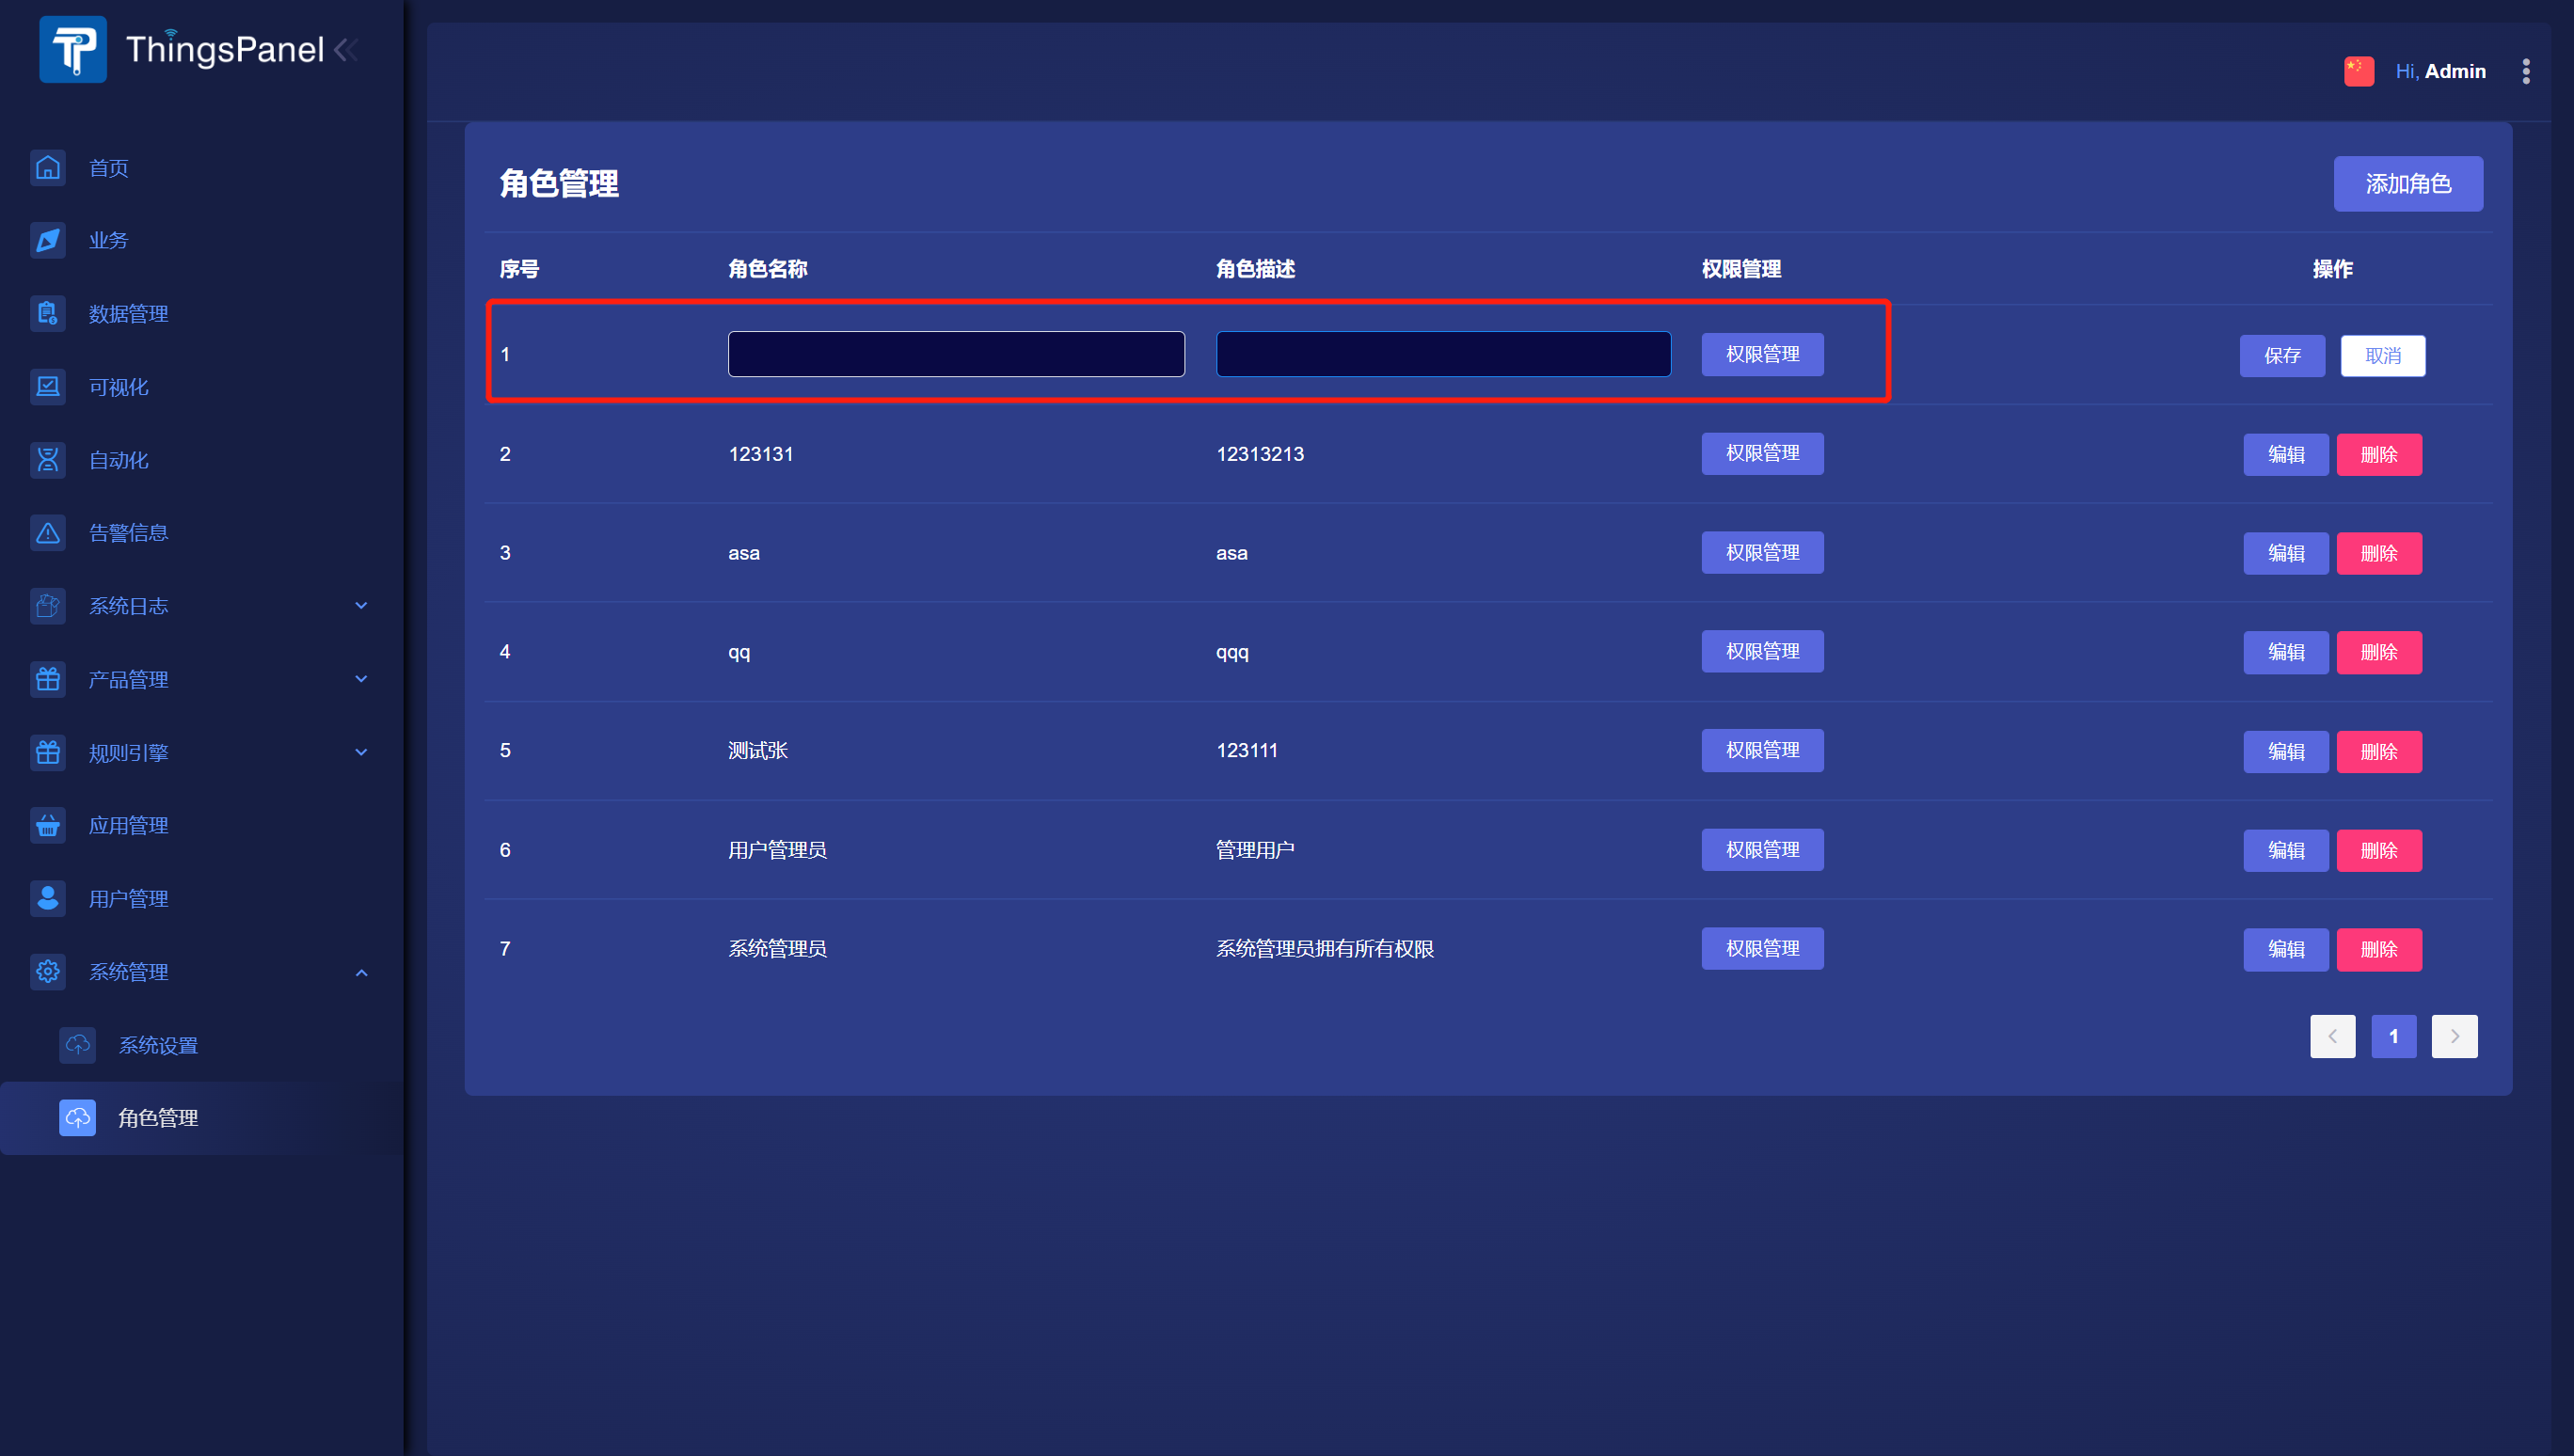 ThingsPanel
Hi, Admin
首页
业务
数据管理
可视化
自动化
告警信息
系统日志
产品管理
规则引擎
应用管理
用户管理
系统管理
系统设置
角色管理
角色管理 添加角色
序号 角色名称 角色描述 权限管理 操作
1 权限管理 保存 取消
2 123131 12313213 权限管理 编辑 删除
3 asa asa 权限管理 编辑 删除
4 qq qqq 权限管理 编辑 删除
5 测试张 123111 权限管理 编辑 删除
6 用户管理员 管理用户 权限管理 编辑 删除
7 系统管理员 系统管理员拥有所有权限 权限管理 编辑 删除
1